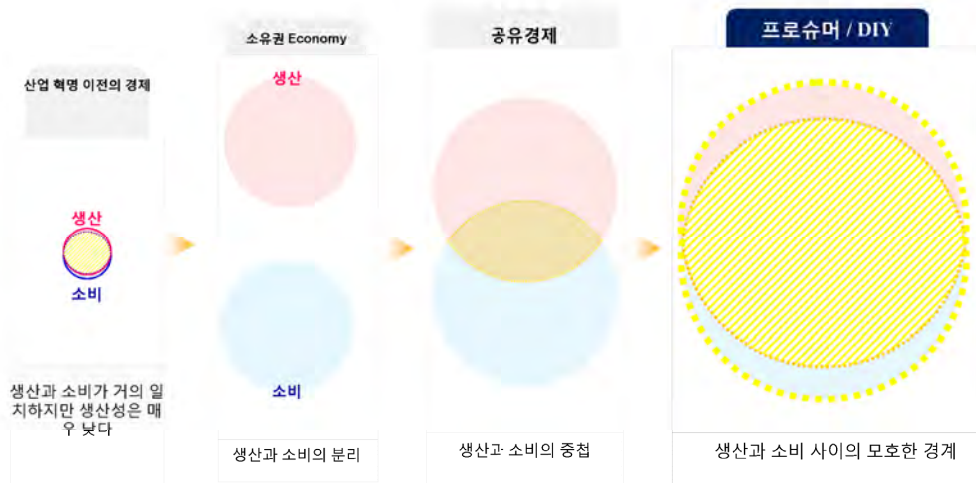 산업 혁명 이전의 경제
생산
소비
생산과 소비가 거의 일
치하지만 생산성은 매
우 낮다
소유권 Economy
생산
소비
생산과 소비의 분리
공유경제
생산과 소비의 중첩
프로슈머 / DIY
생산과 소비 사이의 모호한 경계